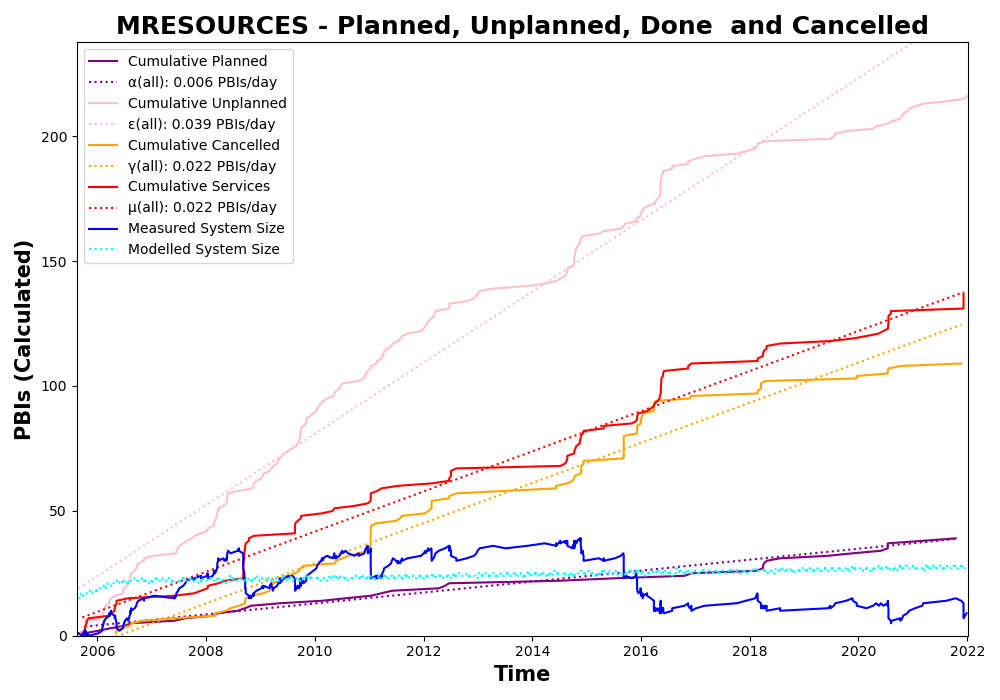 MRESOURCES - Planned, Unplanned, Done  and Cancelled
Cumulative Planned
α(all): 0.006 PBIs/day
Cumulative Unplanned
ε(all): 0.039 PBIs/day
Cumulative Cancelled
γ(all): 0.022 PBIs/day
Cumulative Services
μ(all): 0.022 PBIs/day
Measured System Size
Modelled System Size
PBIs (Calculated)
200
150
100
50
0
2006 2008 2010 2012 2014 2016 2018 2020 2022
Time